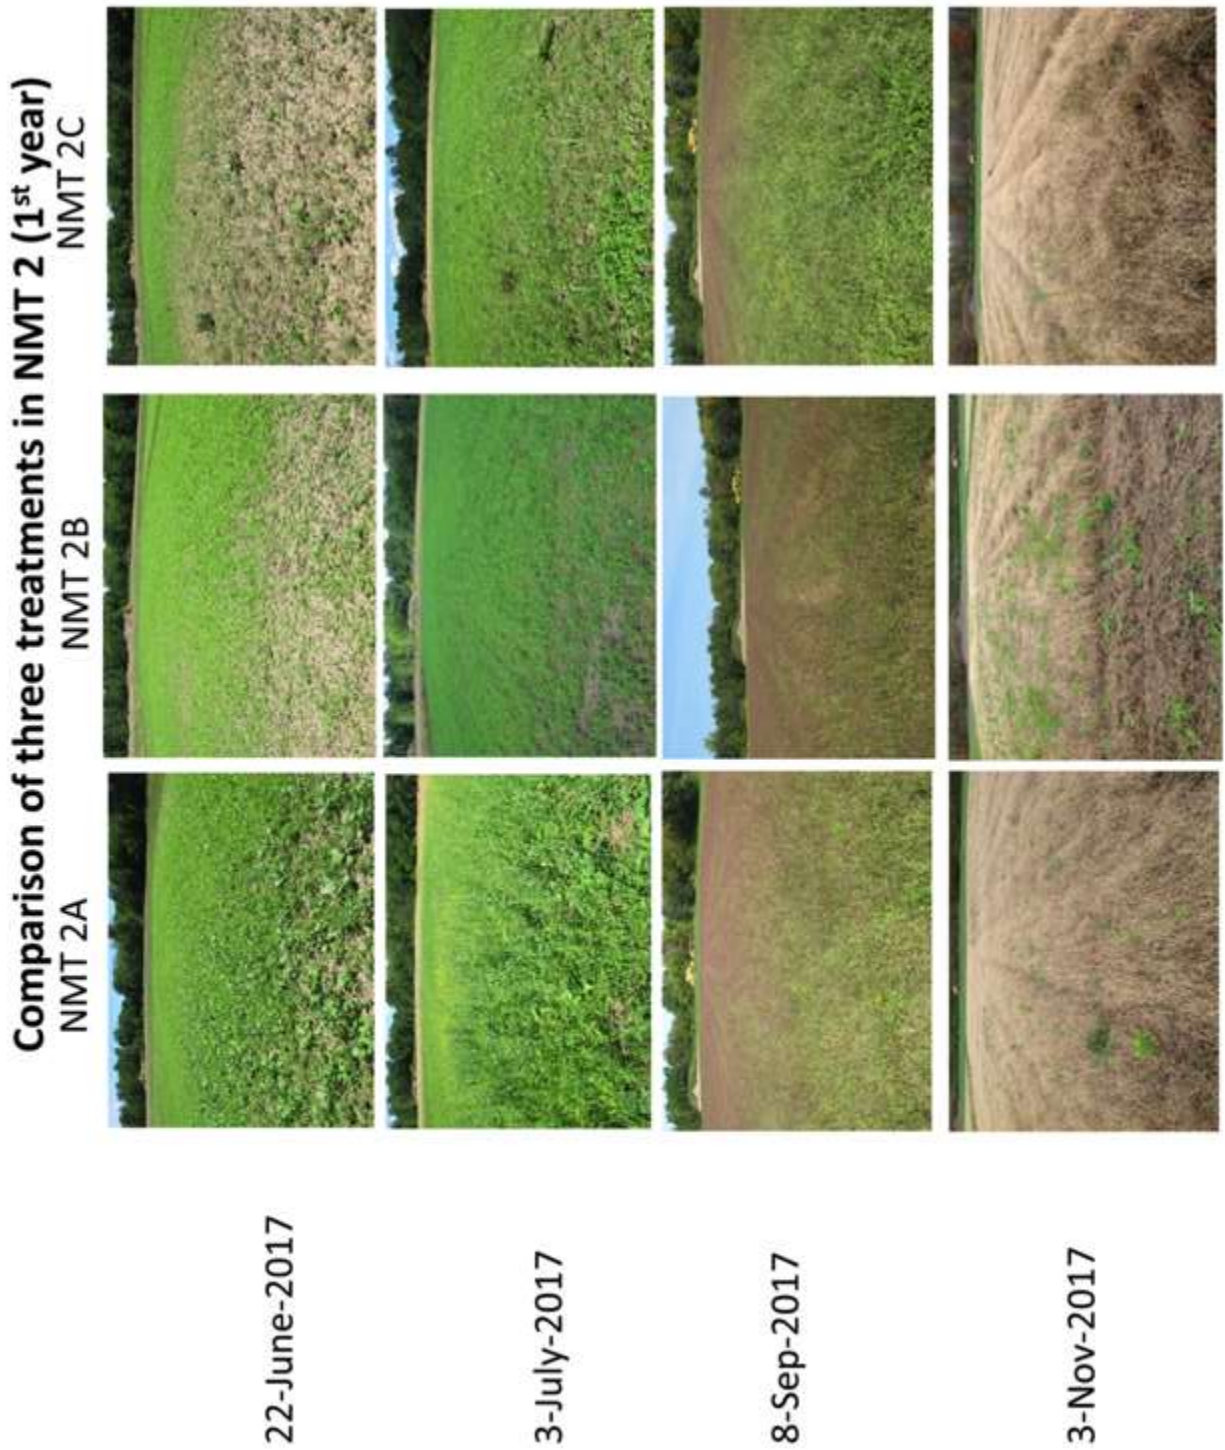 Comparison of three treatments in NMT 2 (1st year)
NMT 2A
NMT 2B
NMT 2C
22-June-2017
3-July-2017
8-Sep-2017
3-Nov-2017